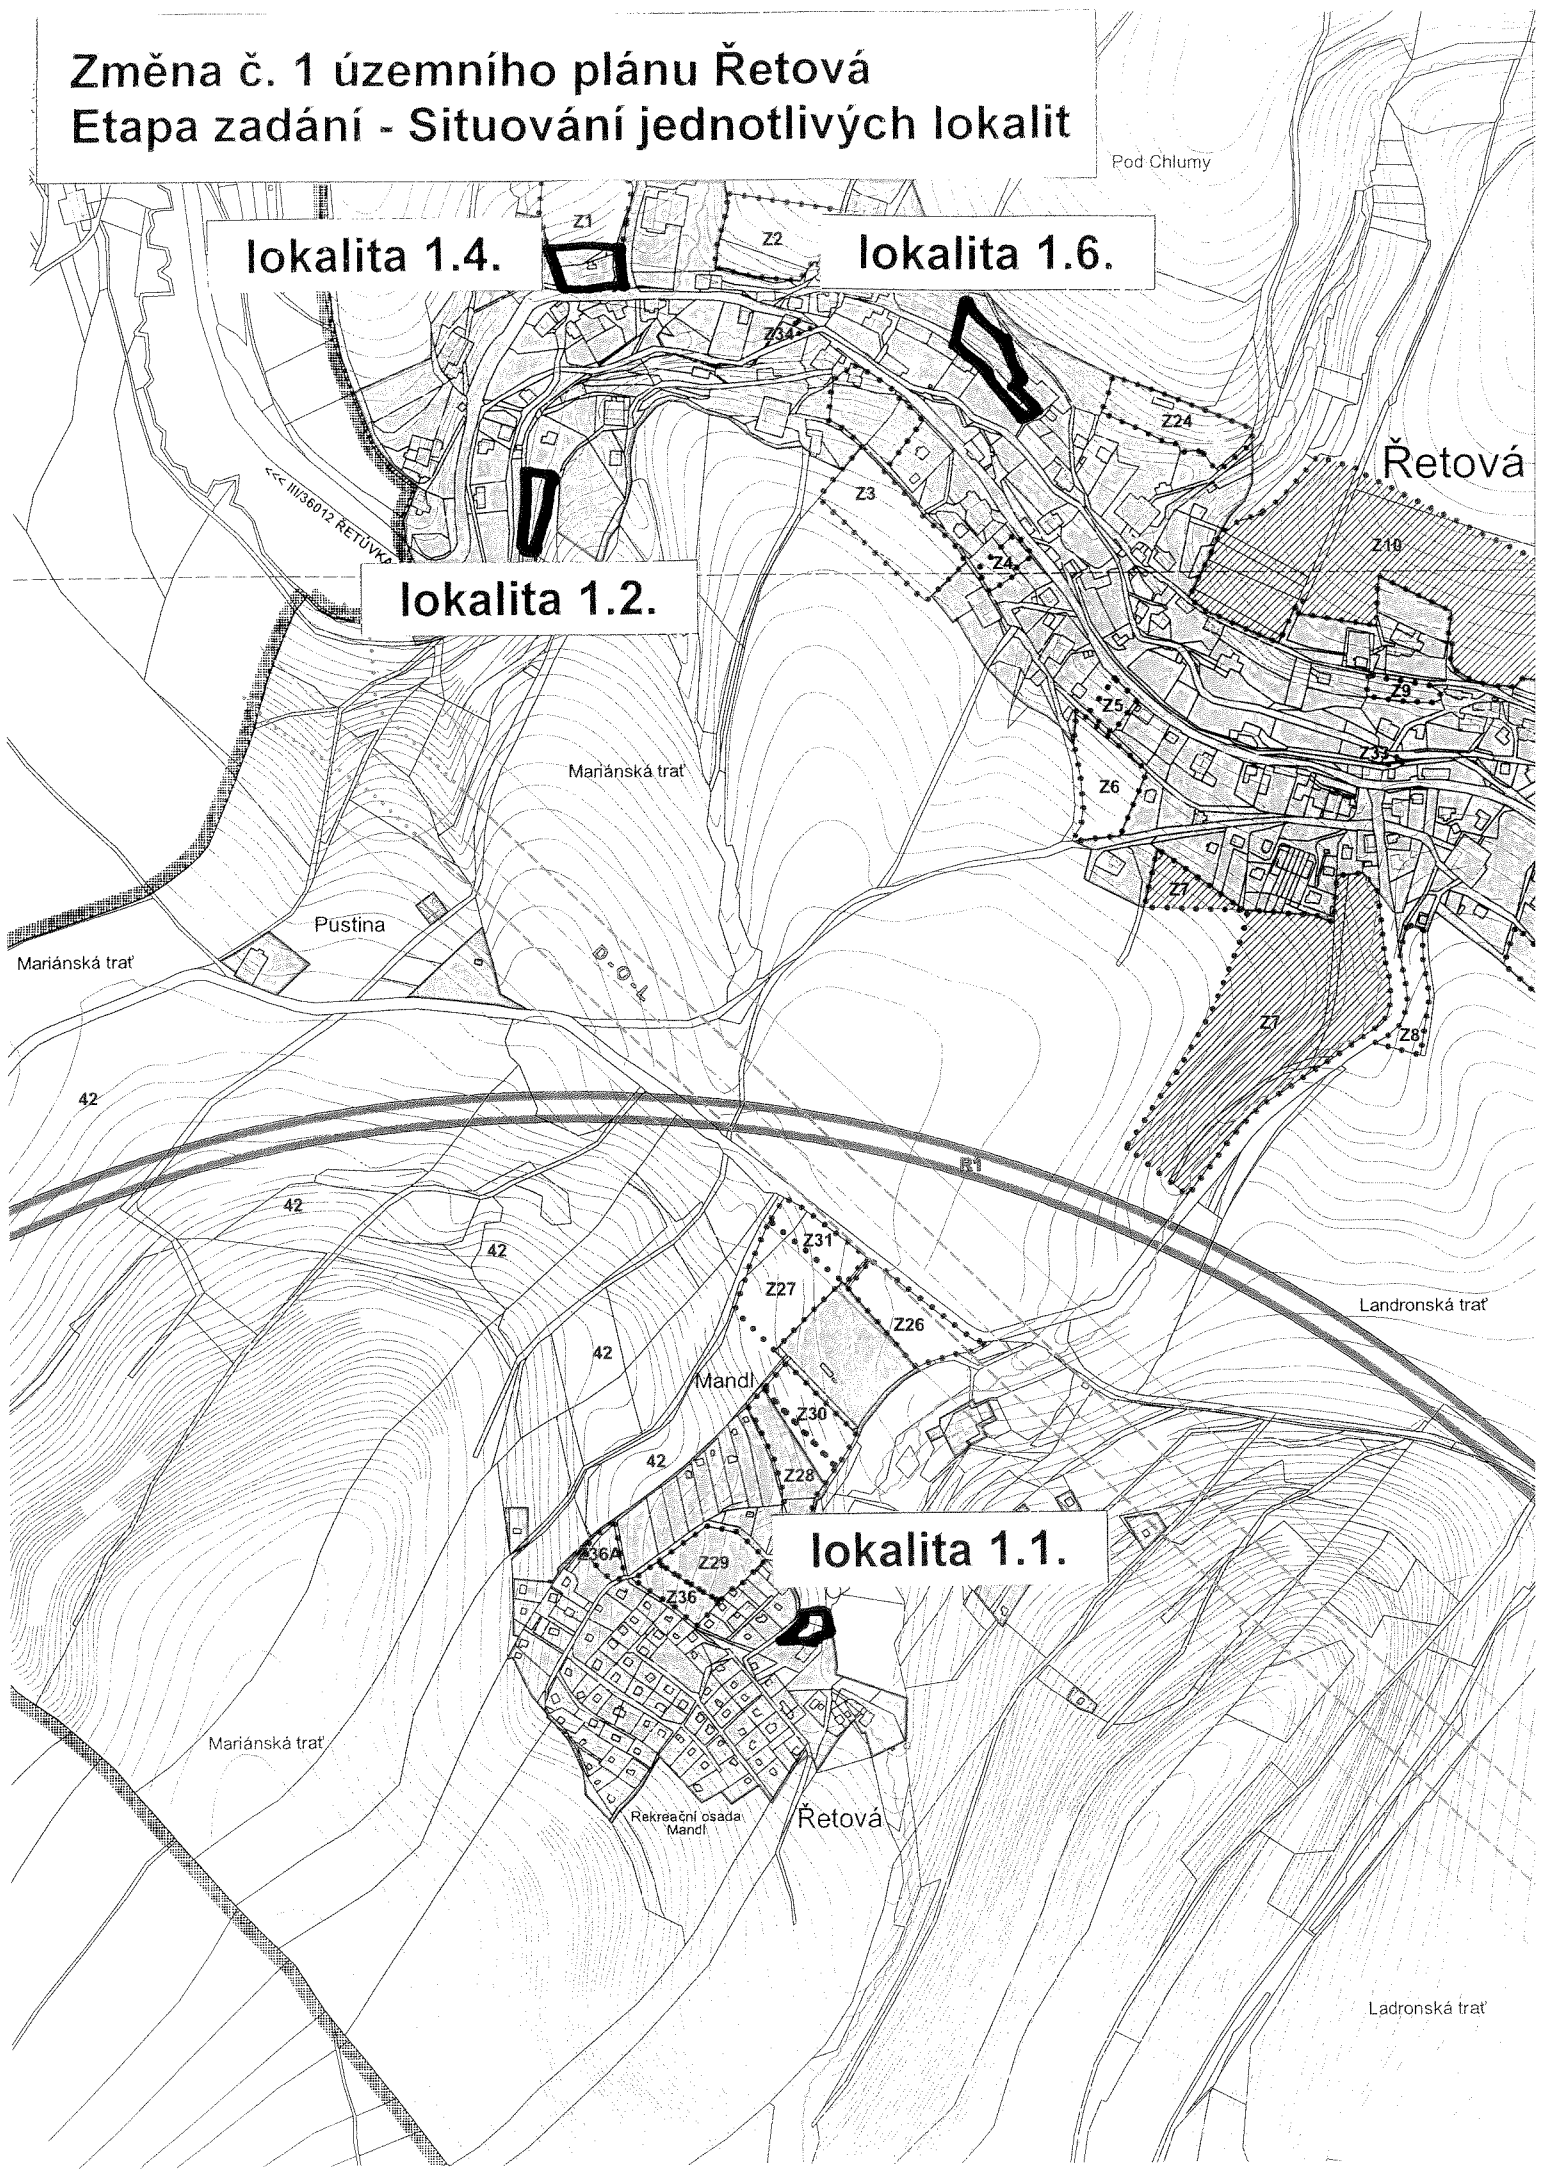 Změna č. 1 územního plánu Řetová
Etapa zadání - Situování jednotlivých lokalit
Pod Chlumy
Z1
Z2
lokalita 1.4.
lokalita 1.6.
Z34
Z24
Řetová
Z3
<<< III/36012 ŘETŮVKA
Z10
Z4
lokalita 1.2.
Z9
Z5
Z33
Mariánská trať
Z6
Z7
Pustina
Mariánská trať
D-O-L
Z7
Z8
42
R1
42
42
Z31
Z27
Landronská trať
Z26
42
Mandl
Z30
42
Z28
lokalita 1.1.
Z36A
Z29
Z36
Mariánská trať
Rekreační osada
Mandl
Řetová
Ladronská trať